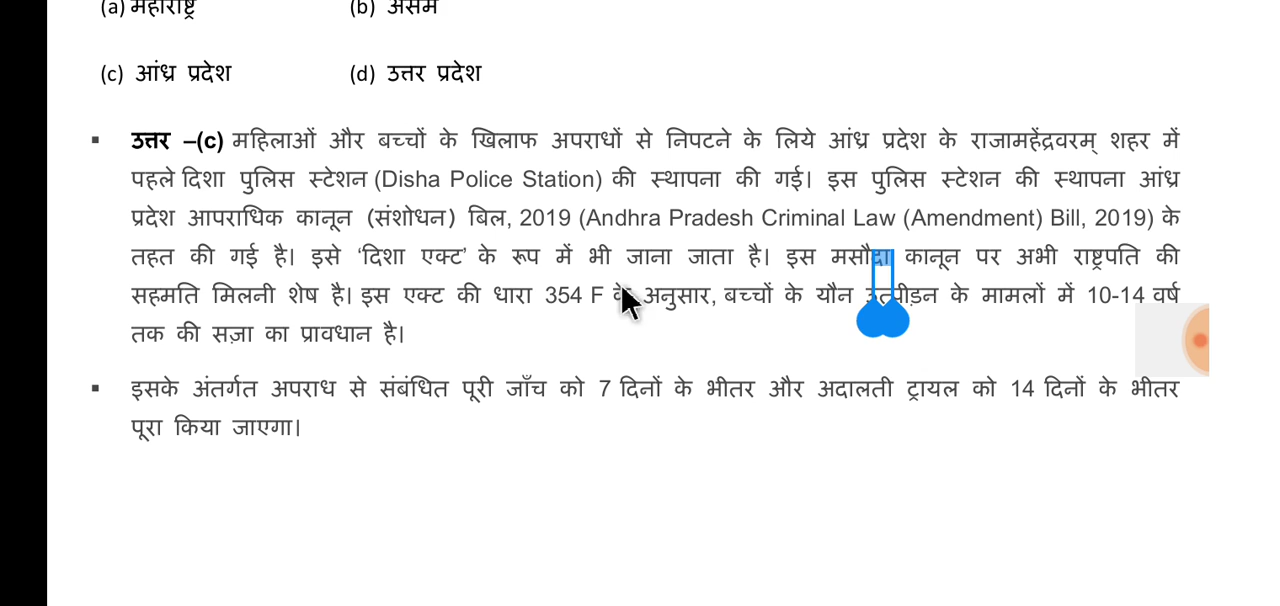 (a) महाराष्ट्र (b) असम
(c) आंध्र प्रदेश (d) उत्तर प्रदेश
▪ उत्तर –(c) महिलाओं और बच्चों के खिलाफ अपराधों से निपटने के लिये आंध्र प्रदेश के राजामहेंद्रवरम् शहर में
पहले दिशा पुलिस स्टेशन (Disha Police Station) की स्थापना की गई। इस पुलिस स्टेशन की स्थापना आंध्र
प्रदेश आपराधिक कानून (संशोधन) बिल, 2019 (Andhra Pradesh Criminal Law (Amendment) Bill, 2019) के
तहत की गई है। इसे ‘दिशा एक्ट’ के रूप में भी जाना जाता है। इस मसौदा कानून पर अभी राष्ट्रपति की
सहमति मिलनी शेष है। इस एक्ट की धारा 354 F के अनुसार, बच्चों के यौन उत्पीड़न के मामलों में 10-14 वर्ष
तक की सज़ा का प्रावधान है।
▪ इसके अंतर्गत अपराध से संबंधित पूरी जाँच को 7 दिनों के भीतर और अदालती ट्रायल को 14 दिनों के भीतर
पूरा किया जाएगा।